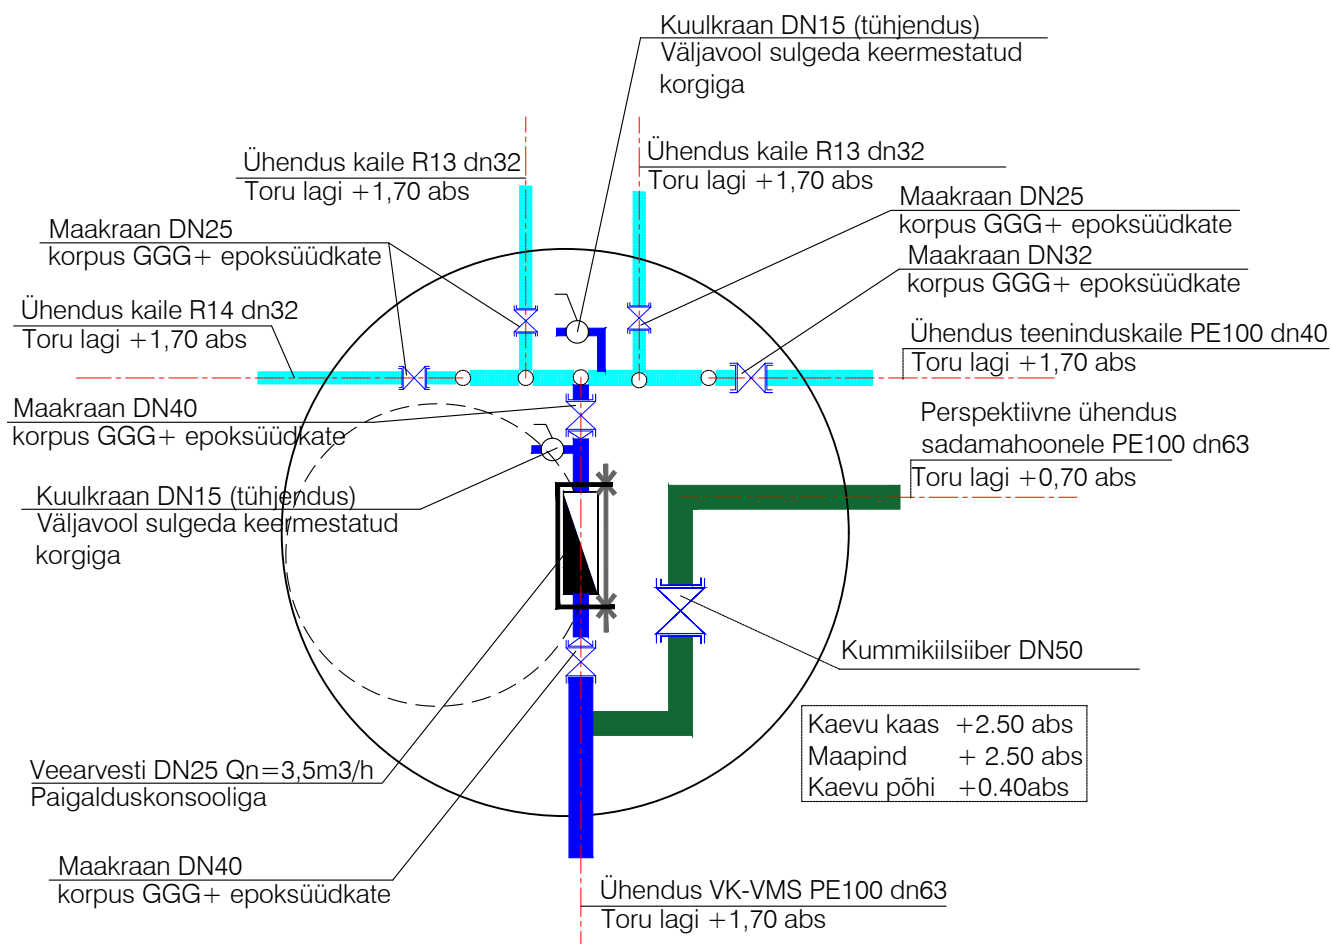 Kuulkraan DN15 (tühjendus)
Väljavool sulgeda keermestatud
korgiga
Ühendus kaile R13 dn32
Toru lagi +1,70 abs
Ühendus kaile R13 dn32
Toru lagi +1,70 abs
Maakraan DN25
korpus GGG+ epoksüüdkate
Maakraan DN25
korpus GGG+ epoksüüdkate
Maakraan DN32
korpus GGG+ epoksüüdkate
Ühendus kaile R14 dn32
Toru lagi +1,70 abs
Ühendus teeninduskaile PE100 dn40
Toru lagi +1,70 abs
Maakraan DN40
korpus GGG+ epoksüüdkate
Perspektiivne ühendus
sadamahoonele PE100 dn63
Toru lagi +0,70 abs
Kuulkraan DN15 (tühjendus)
Väljavool sulgeda keermestatud
korgiga
Kummikiilsiiber DN50
Kaevu kaas +2.50 abs
Maapind + 2.50 abs
Kaevu põhi +0.40abs
Veearvesti DN25 Qn=3,5m3/h
Paigalduskonsooliga
Maakraan DN40
korpus GGG+ epoksüüdkate
Ühendus VK-VMS PE100 dn63
Toru lagi +1,70 abs